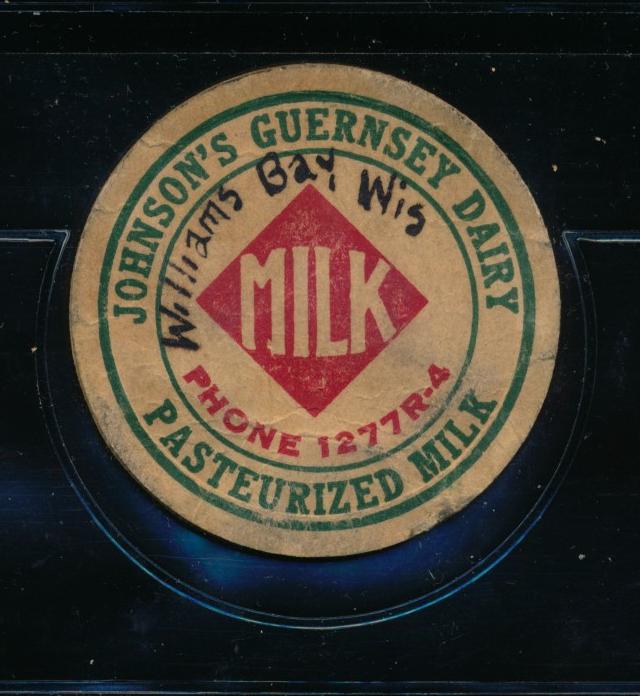 JOHNSON'S GUERNSEY DAIRY
Williams Bay Wis
MILK
PHONE 1277R-4
PASTEURIZED MILK